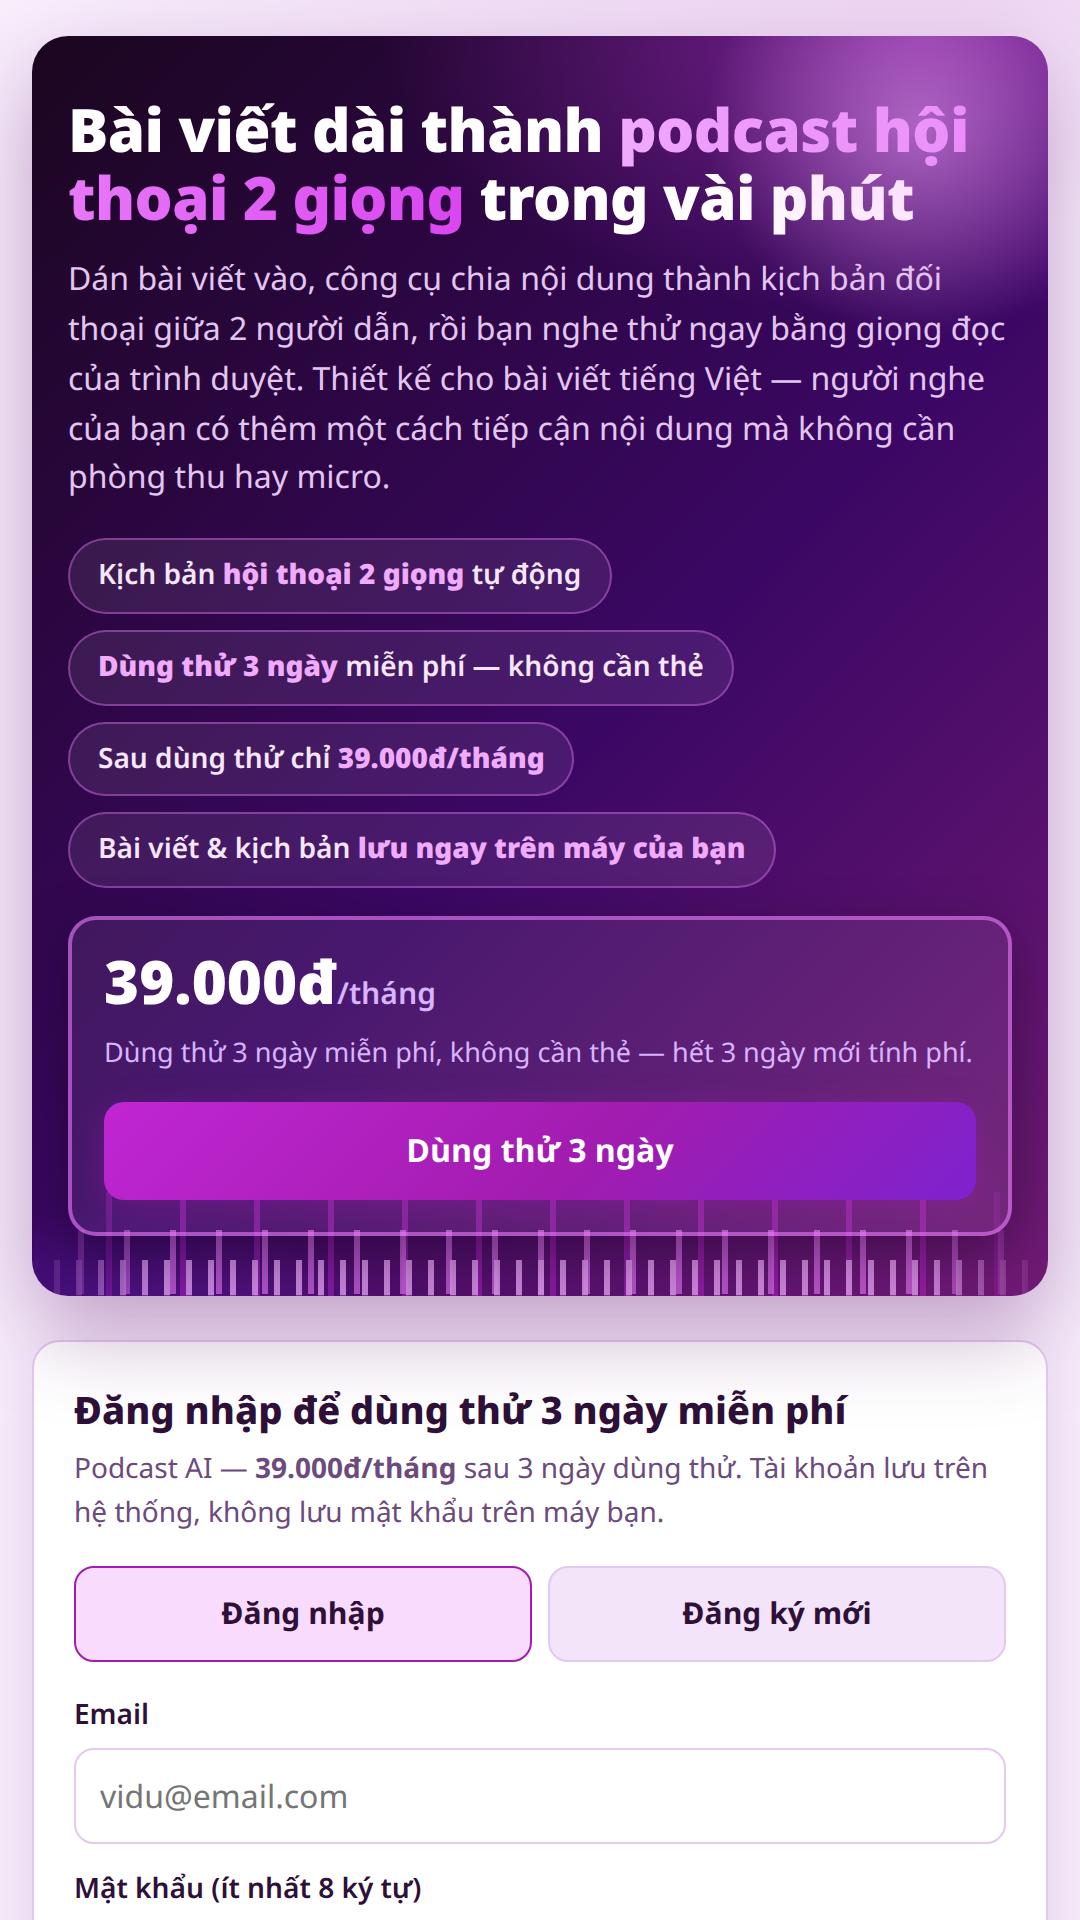 Bài viết dài thành podcast hội
thoại 2 giọng trong vài phút
Dán bài viết vào, công cụ chia nội dung thành kịch bản đối
thoại giữa 2 người dẫn, rồi bạn nghe thử ngay bằng giọng đọc
của trình duyệt. Thiết kế cho bài viết tiếng Việt — người nghe
của bạn có thêm một cách tiếp cận nội dung mà không cần
phòng thu hay micro.
Kịch bản hội thoại 2 giọng tự động
Dùng thử 3 ngày miễn phí — không cần thẻ
Sau dùng thử chỉ 39.000đ/tháng
Bài viết & kịch bản lưu ngay trên máy của bạn
39.000đ/tháng
Dùng thử 3 ngày miễn phí, không cần thẻ — hết 3 ngày mới tính phí.
Dùng thử 3 ngày
Đăng nhập để dùng thử 3 ngày miễn phí
Podcast AI — 39.000đ/tháng sau 3 ngày dùng thử. Tài khoản lưu trên
hệ thống, không lưu mật khẩu trên máy bạn.
Đăng nhập
Đăng ký mới
Email
vidu@email.com
Mật khẩu (ít nhất 8 ký tự)